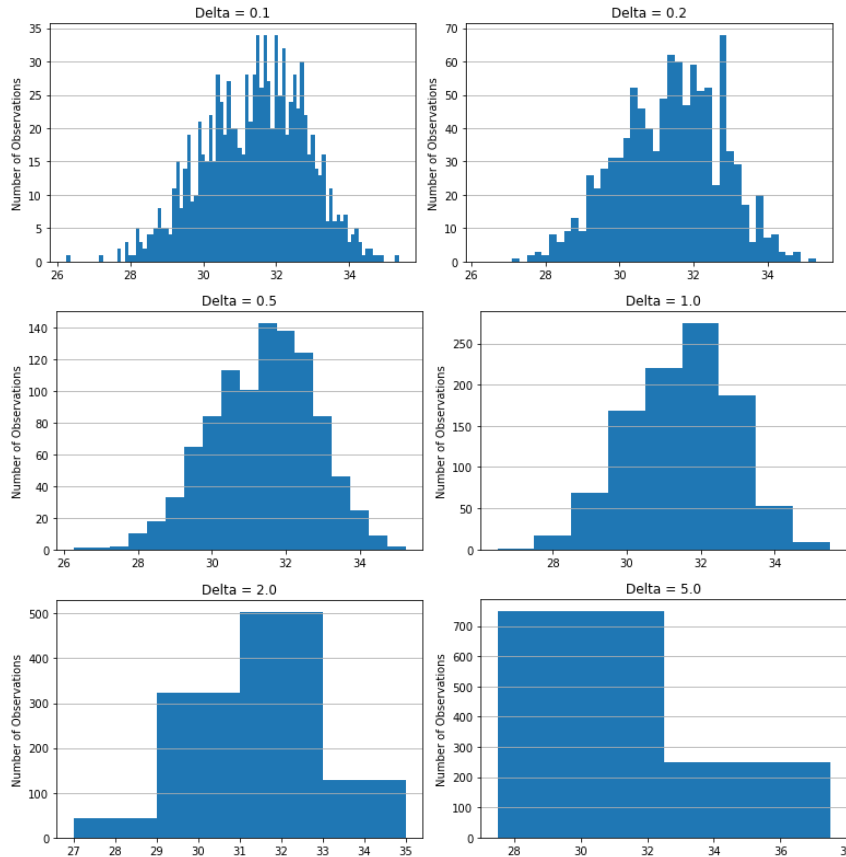 Delta = 0.1
Number of Observations
35
30
25
20
15
10
5
0
26 28 30 32 34
Delta = 0.2
Number of Observations
70
60
50
40
30
20
10
0
26 28 30 32 34
Delta = 0.5
Number of Observations
140
120
100
80
60
40
20
0
26 28 30 32 34
Delta = 1.0
Number of Observations
250
200
150
100
50
0
28 30 32 34
Delta = 2.0
Number of Observations
500
400
300
200
100
0
27 28 29 30 31 32 33 34 35
Delta = 5.0
Number of Observations
700
600
500
400
300
200
100
0
28 30 32 34 36